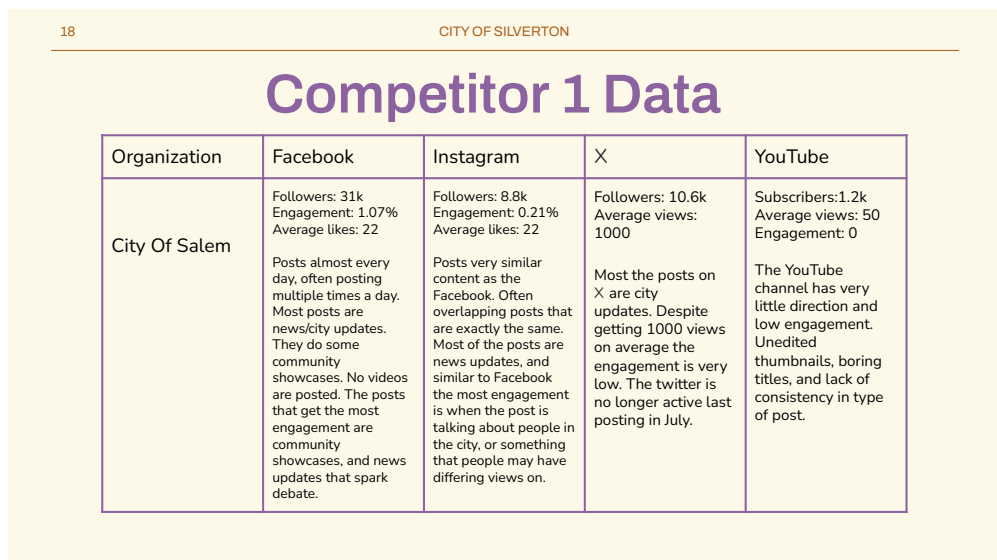 18
CITY OF SILVERTON
Competitor 1 Data
Organization
Facebook
Instagram
X
YouTube
City Of Salem
Followers: 31k
Engagement: 1.07%
Average likes: 22
Posts almost every
day, often posting
multiple times a day.
Most posts are
news/city updates.
They do some
community
showcases. No videos
are posted. The posts
that get the most
engagement are
community
showcases, and news
updates that spark
debate.
Followers: 8.8k
Engagement: 0.21%
Average likes: 22
Posts very similar
content as the
Facebook. Often
overlapping posts that
are exactly the same.
Most of the posts are
news updates, and
similar to Facebook
the most engagement
is when the post is
talking about people in
the city, or something
that people may have
differing views on.
Followers: 10.6k
Average views:
1000
Most the posts on
X are city
updates. Despite
getting 1000 views
on average the
engagement is very
low. The twitter is
no longer active last
posting in July.
Subscribers:1.2k
Average views: 50
Engagement: 0
The YouTube
channel has very
little direction and
low engagement.
Unedited
thumbnails, boring
titles, and lack of
consistency in type
of post.